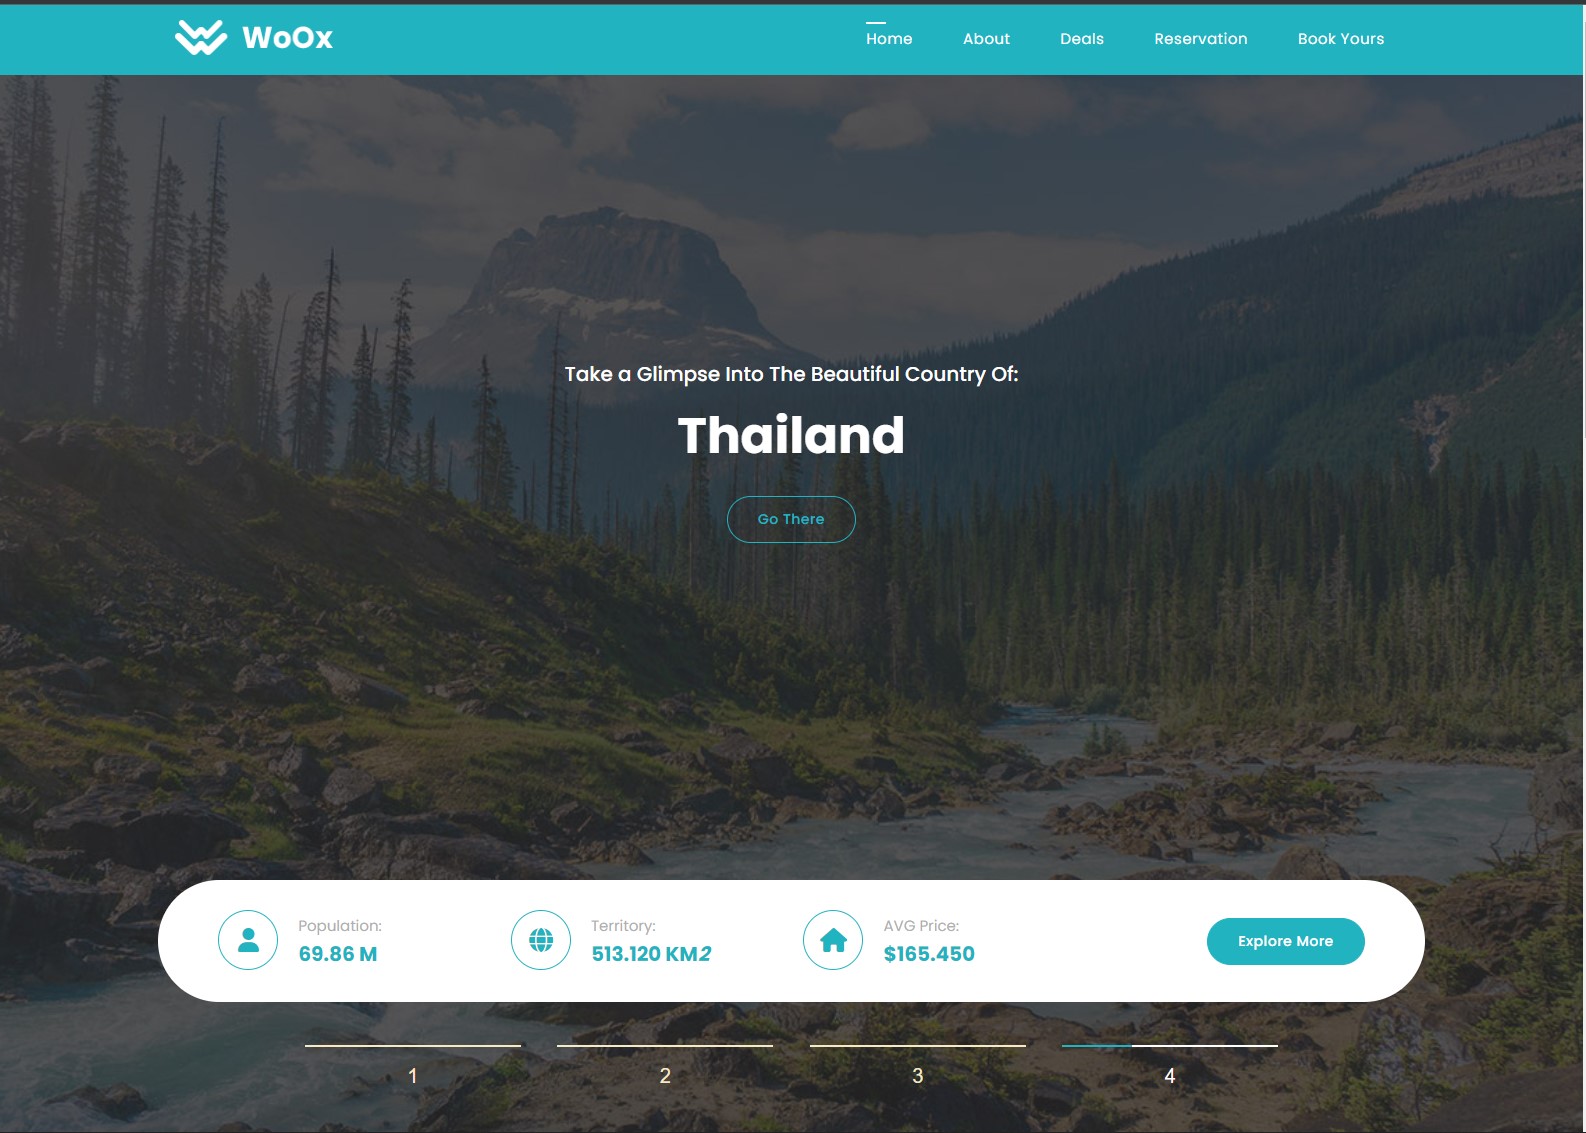 WoOx
Home
About
Deals
Reservation
Book Yours
Take a Glimpse Into The Beautiful Country Of:
Thailand
Go There
Population:
69.86 M
Territory:
513.120 KM2
AVG Price:
$165.450
Explore More
1
2
3
4